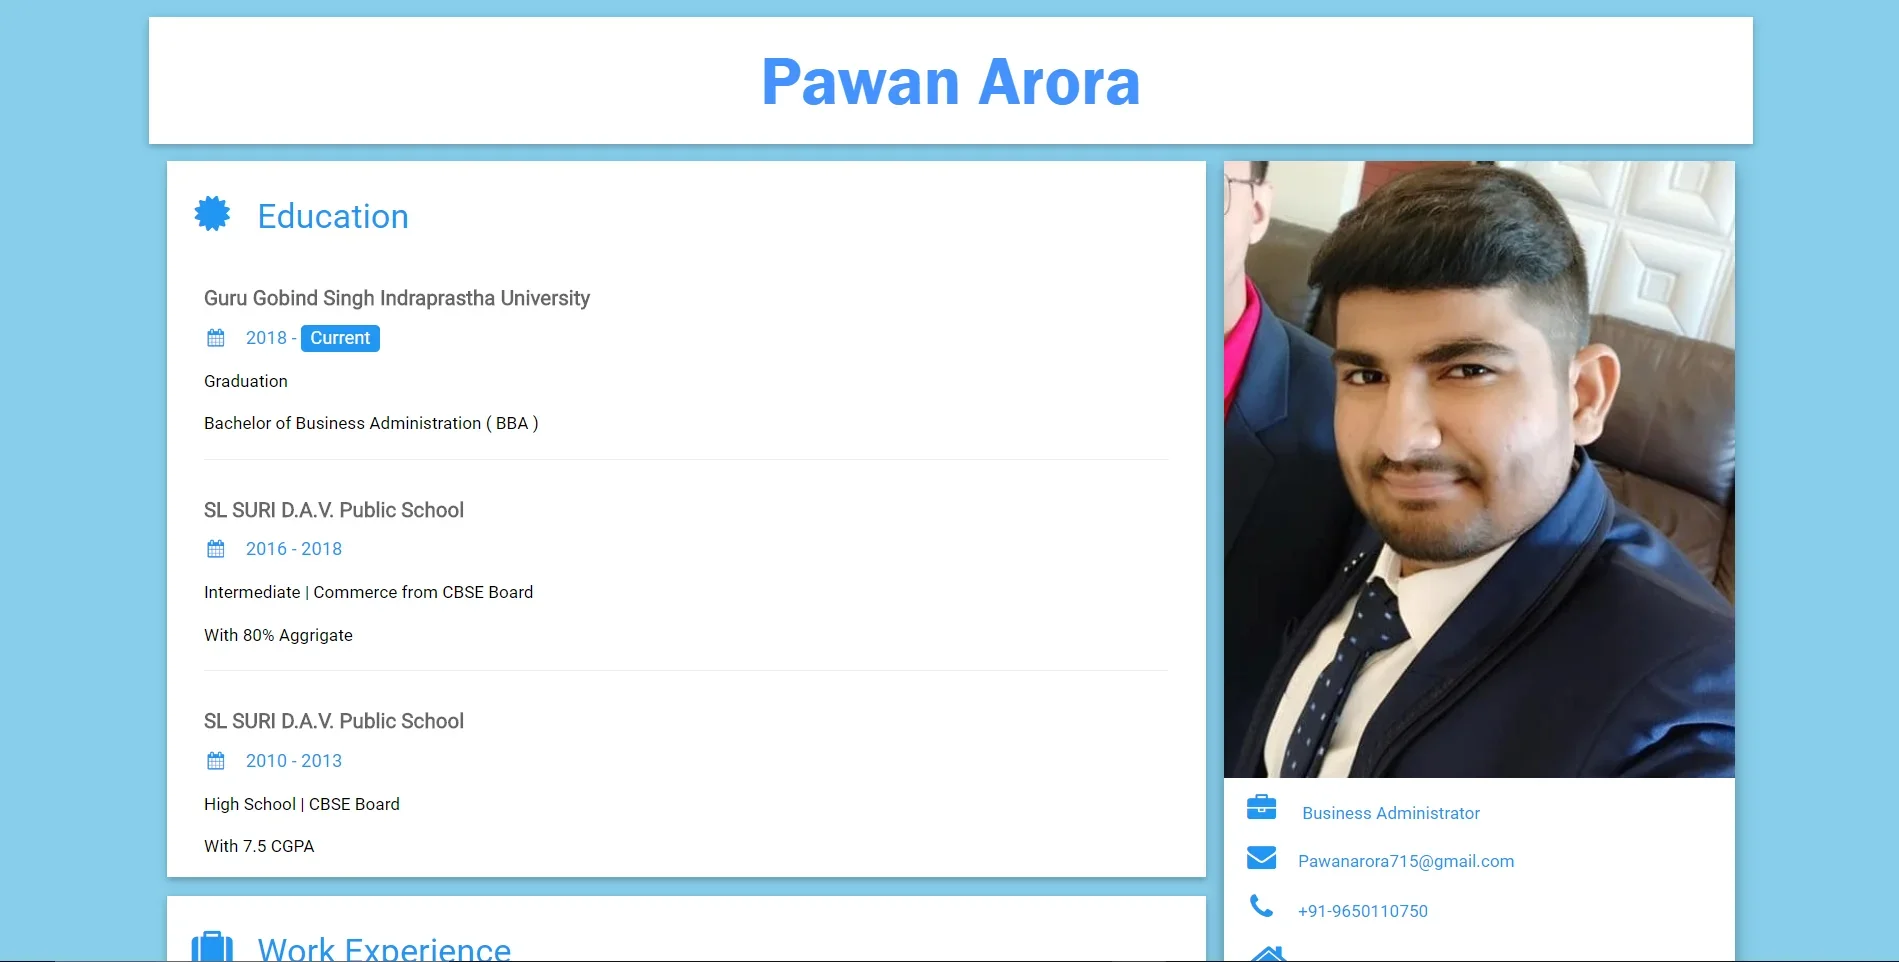 Pawan Arora
Education
Guru Gobind Singh Indraprastha University
2018 - Current
Graduation
Bachelor of Business Administration ( BBA )
SL SURI D.A.V. Public School
2016 - 2018
Intermediate | Commerce from CBSE Board
With 80% Aggrigate
SL SURI D.A.V. Public School
2010 - 2013
High School | CBSE Board
With 7.5 CGPA
Work Experience
Business Administrator
Pawanarora715@gmail.com
+91-9650110750